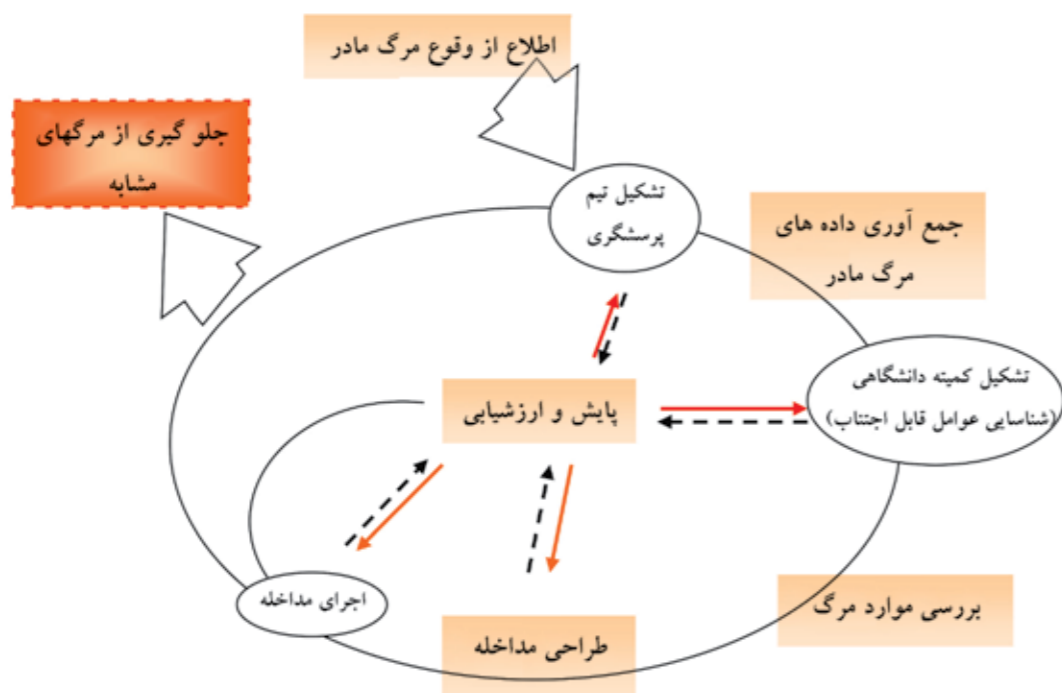 اطلاع از وقوع مرگ مادر
جلو گیری از مرگهای
مشابه
تشکیل تیم
پرسشگری
جمع آوری داده های
مرگ مادر
تشکیل کمیته دانشگاهی
(شناسایی عوامل قابل اجتناب)
پایش و ارزشیابی
اجرای مداخله
طراحی مداخله
بررسی موارد مرگ